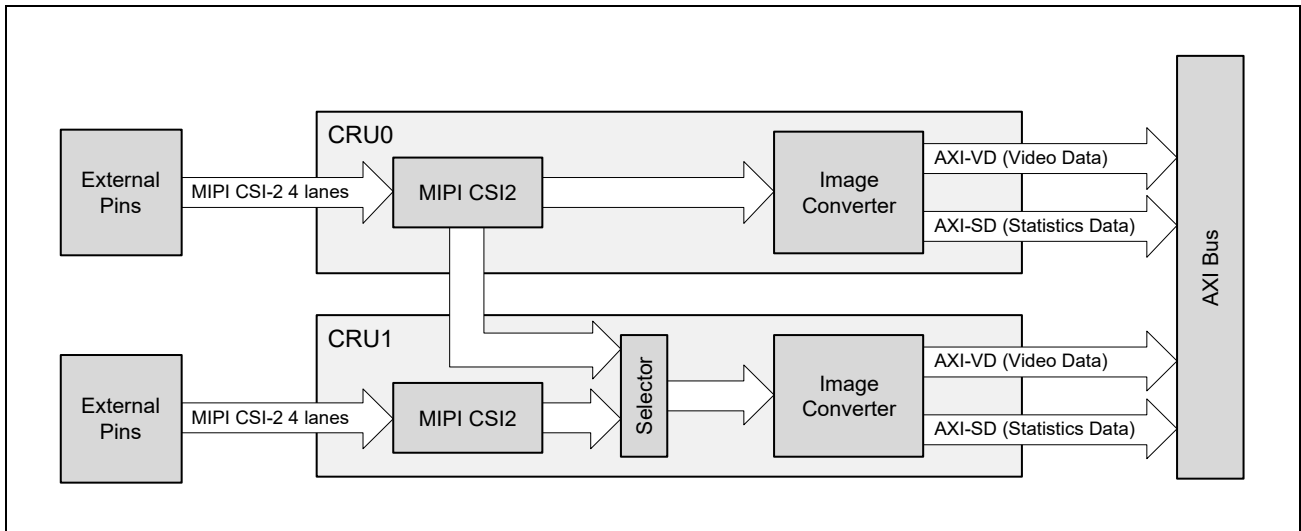 CRU0
External
Pins
MIPI CSI-2 4 lanes
MIPI CSI2
Image
Converter
AXI-VD (Video Data)
AXI-SD (Statistics Data)
AXI Bus
CRU1
External
Pins
MIPI CSI-2 4 lanes
MIPI CSI2
Selector
Image
Converter
AXI-VD (Video Data)
AXI-SD (Statistics Data)